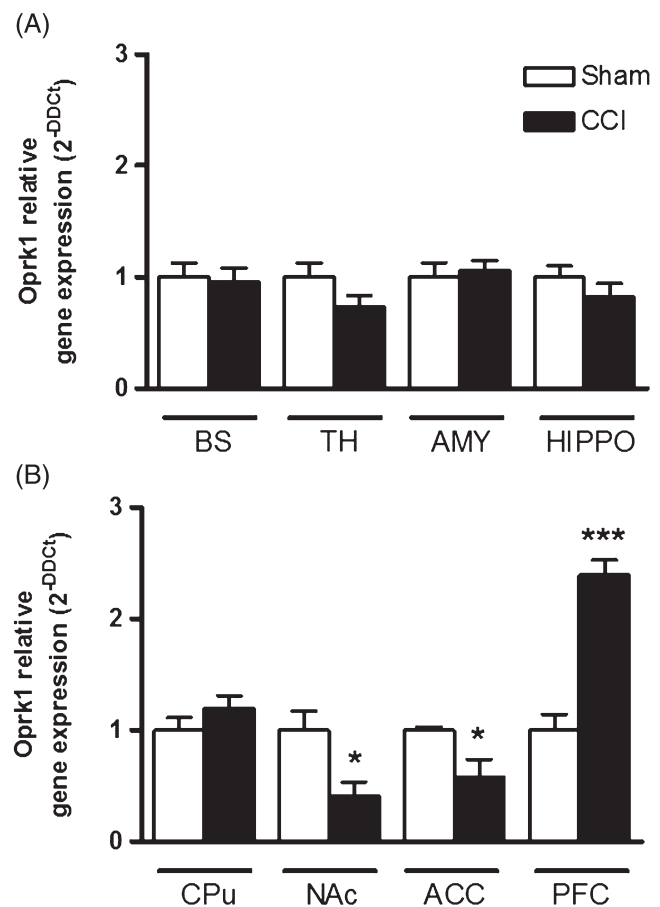 (A)
3
2
1
0
Oprk1 relative
gene expression (2-DDCt)
Sham
CCI
BS TH AMY HIPPO
(B)
3
2
1
0
Oprk1 relative
gene expression (2-DDCt)
***
*
*
CPu NAc ACC PFC